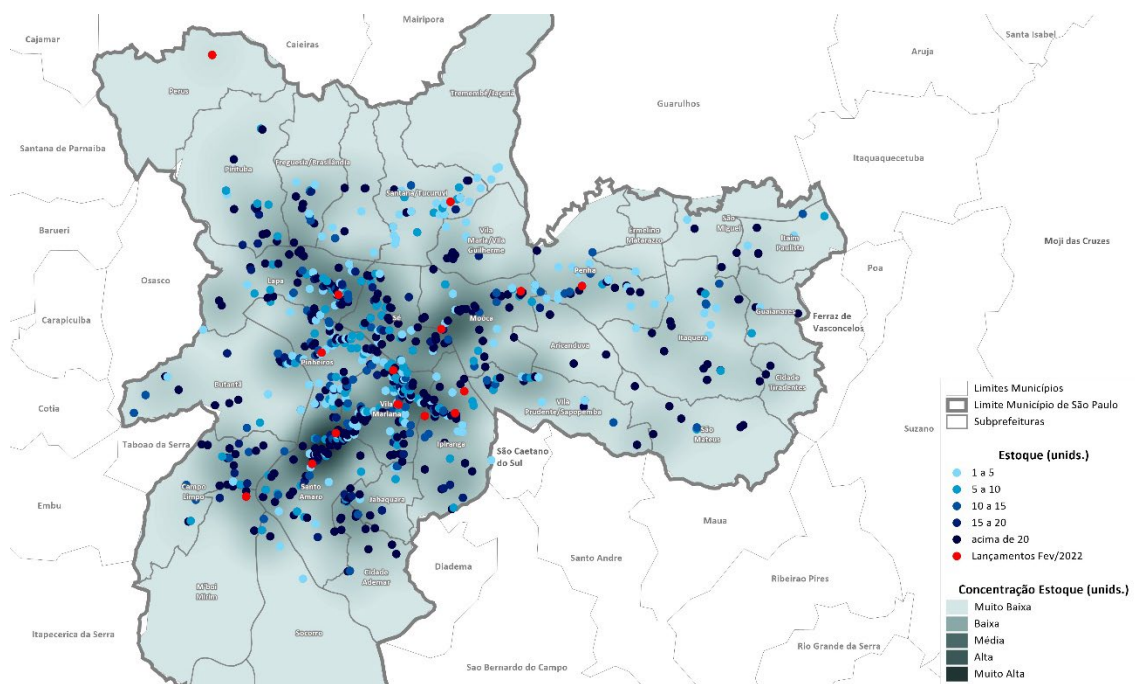 Mairipora
Cajamar
Caieiras
Santa Isabel
Aruja
Perus
Tremembé/Jaçanã
Guarulhos
Santana de Parnaiba
Freguesia/Brasilândia
Pirituba
Itaquaquecetuba
Santana/Tucuruvi
Barueri
Vila
Maria/Vila
Guilherme
Ermelino
Matarazzo
São
Miguel
Itaim
Paulista
Moji das Cruzes
Osasco
Lapa
Penha
Poa
Carapicuiba
Sé
Mooca
Guaianazes
Ferraz de
Vasconcelos
Aricanduva
Itaquera
Pinheiros
Butantã
Cidade
Tiradentes
Cotia
Vila
Mariana
Vila
Prudente/Sapopemba
São
Mateus
Suzano
Taboao da Serra
Ipiranga
São Caetano
do Sul
Embu
Campo
Limpo
Santo
Amaro
Jabaquara
Maua
Santo Andre
Diadema
Cidade
Ademar
M'boi
Mirim
Ribeirao Pires
Itapecerica da Serra
Socorro
Rio Grande da Serra
Sao Bernardo do Campo
Limites Municípios
Limite Município de São Paulo
Subprefeituras
Estoque (unids.)
1 a 5
5 a 10
10 a 15
15 a 20
acima de 20
Lançamentos Fev/2022
Concentração Estoque (unids.)
Muito Baixa
Baixa
Média
Alta
Muito Alta